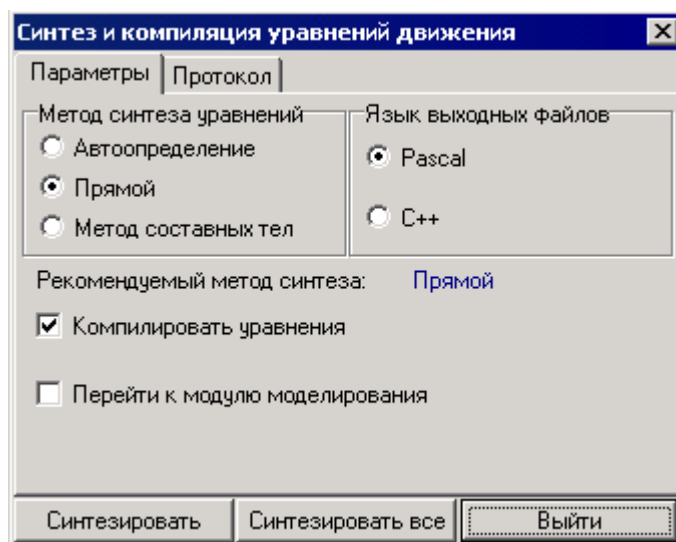 Синтез и компиляция уравнений движения
Параметры Протокол
Метод синтеза уравнений Язык выходных файлов
Автоопределение
Pascal
Прямой
C++
Метод составных тел
Рекомендуемый метод синтеза: Прямой
Компилировать уравнения
Перейти к модулю моделирования
Синтезировать Синтезировать все Выйти